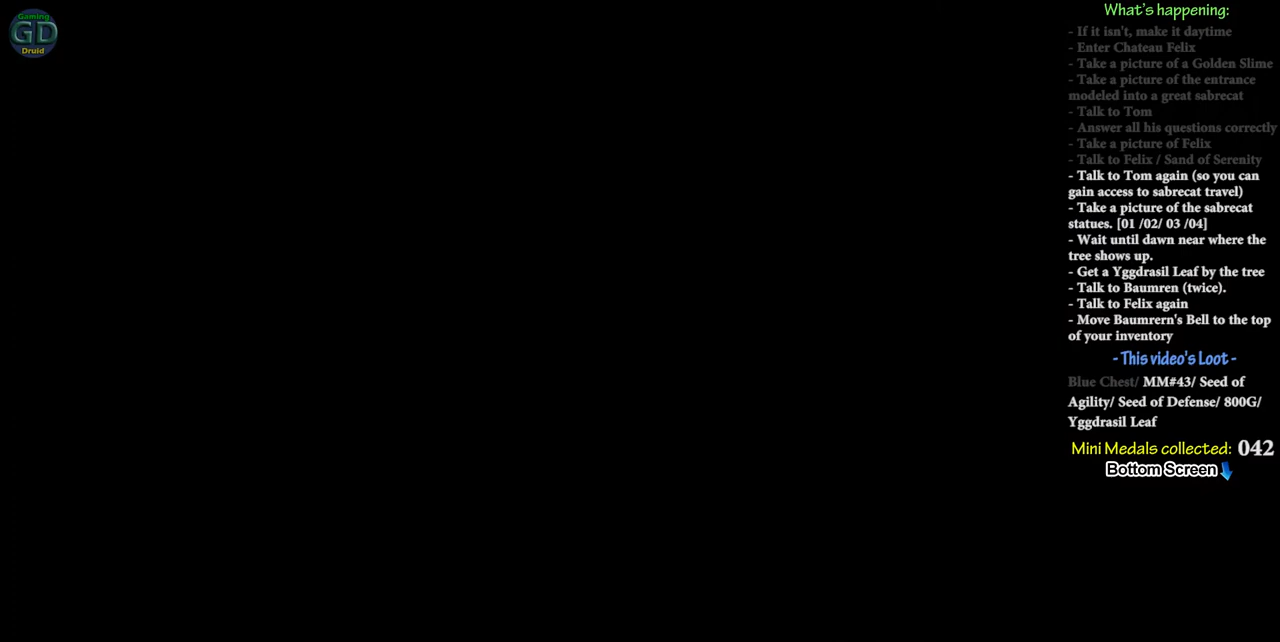 Gaming
GD
Druid
What's happening:
- If it isn't, make it daytime
- Enter Chateau Felix
- Take a picture of a Golden Slime
- Take a picture of the entrance
modeled into a great sabrecat
- Talk to Tom
- Answer all his questions correctly
- Take a picture of Felix
- Talk to Felix / Sand of Serenity
- Talk to Tom again (so you can
gain access to sabrecat travel)
- Take a picture of the sabrecat
statues. [01 /02/ 03 /04]
- Wait until dawn near where the
tree shows up.
- Get a Yggdrasil Leaf by the tree
- Talk to Baumren (twice).
- Talk to Felix again
- Move Baumrern's Bell to the top
of your inventory
- This video's Loot -
Blue Chest/ MM#43/ Seed of
Agility/ Seed of Defense/ 800G/
Yggdrasil Leaf
Mini Medals collected: 042
Bottom Screen